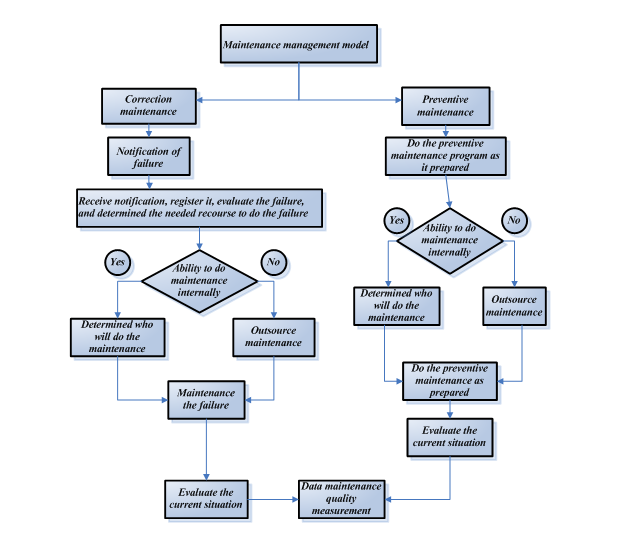 Maintenance management model
Correction
maintenance
Preventive
maintenance
Notification of
failure
Do the preventive
maintenance program as
it prepared
Receive notification, register it, evaluate the failure,
and determined the needed recourse to do the failure
Yes
Ability to do
maintenance
internally
No
Yes
Ability to do
maintenance
internally
No
Determined who
will do the
maintenance
Outsource
maintenance
Determined who
will do the
maintenance
Outsource
maintenance
Maintenance
the failure
Do the preventive
maintenance as
prepared
Evaluate the
current situation
Evaluate the
current situation
Data maintenance
quality
measurement